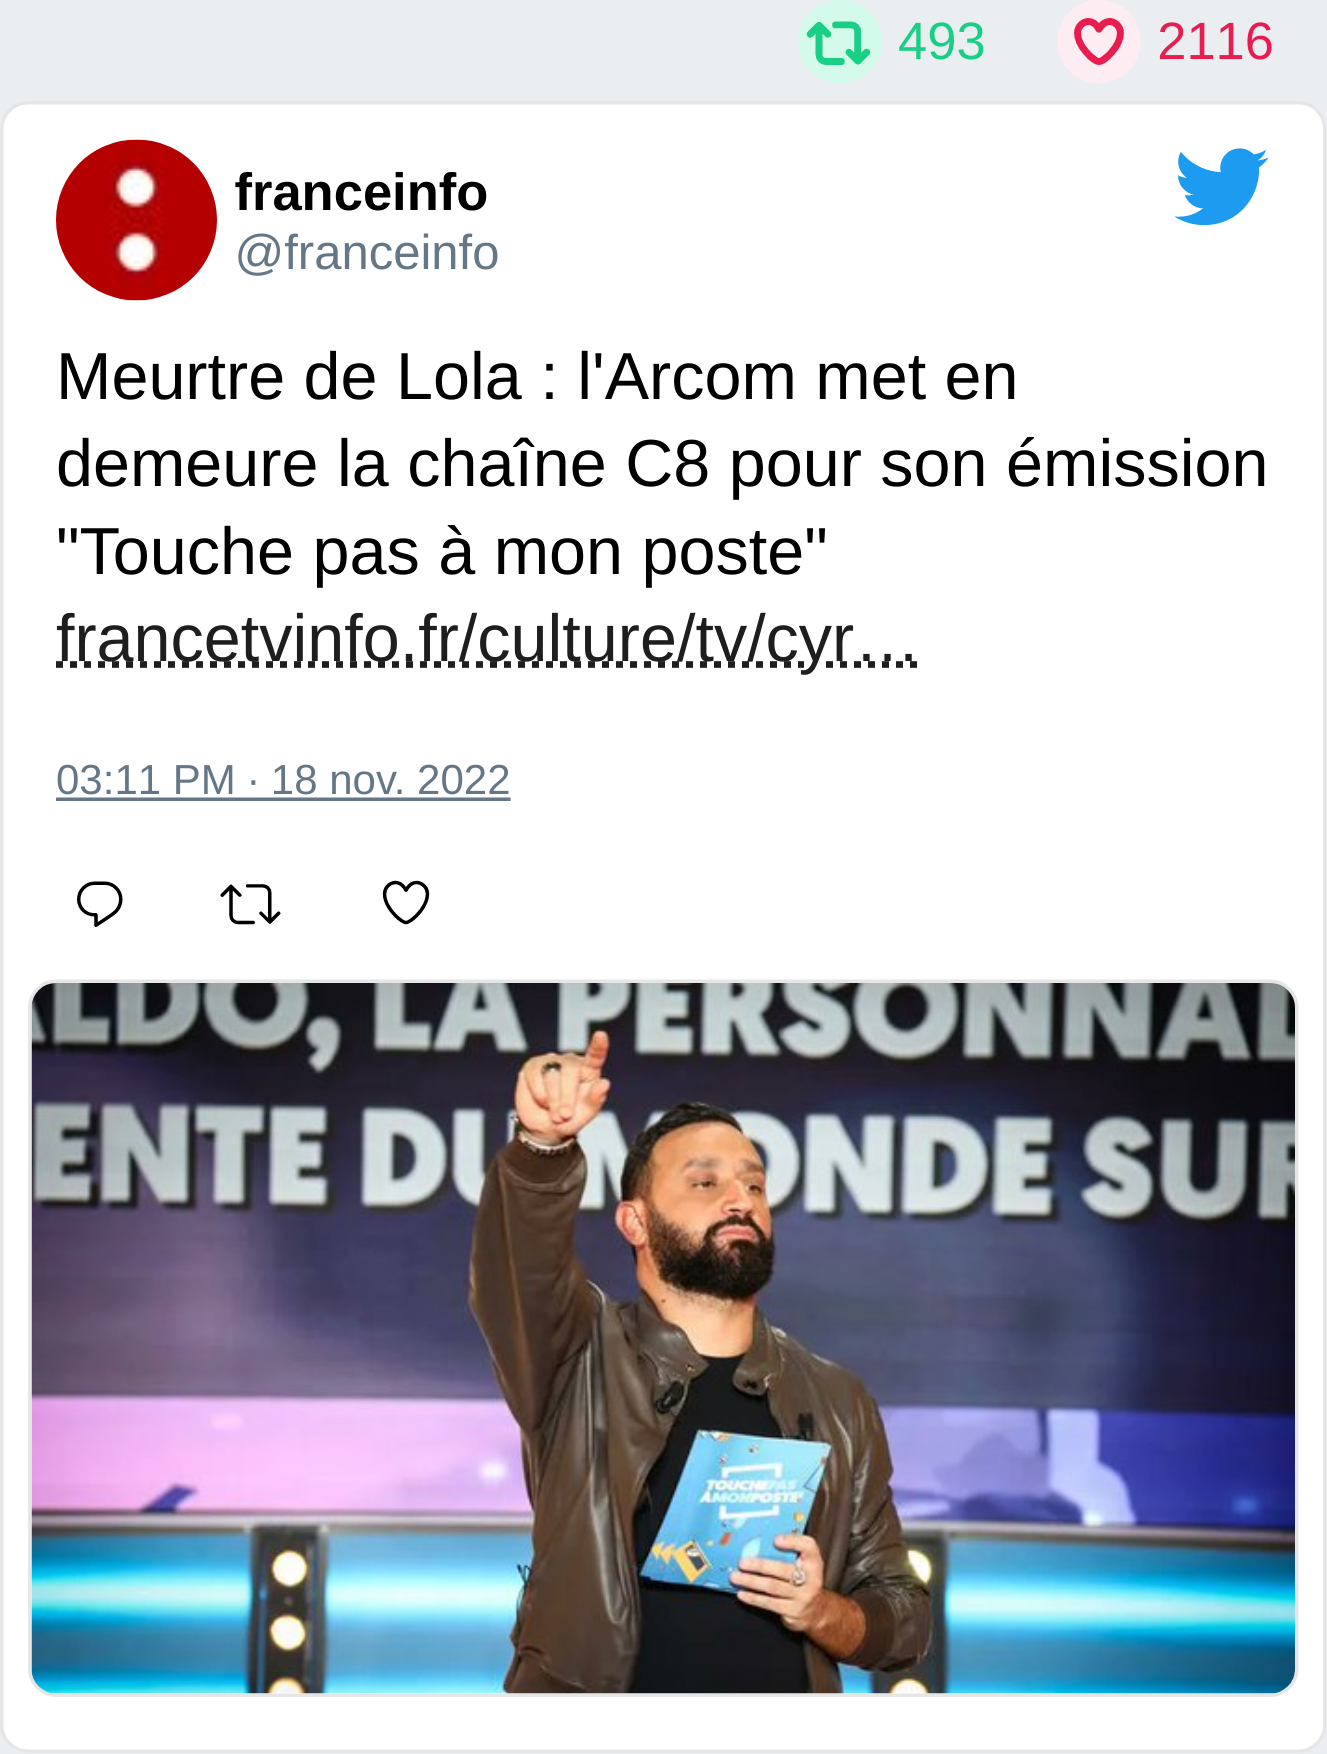 493 2116
franceinfo
@franceinfo
Meurtre de Lola : l'Arcom met en
demeure la chaîne C8 pour son émission
"Touche pas à mon poste"
francetvinfo.fr/culture/tv/cyr…
03:11 PM · 18 nov. 2022
ALDO, LA PERSONNAL
ENTE DU MONDE SUR
TOUCHE PAS
À MON POSTE